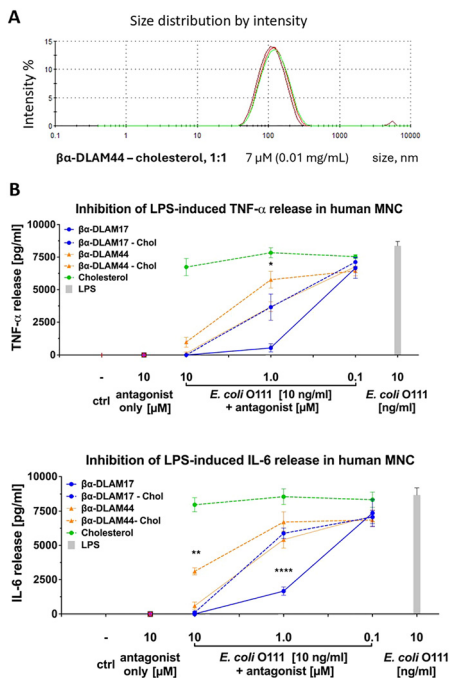 A
Size distribution by intensity
Intensity %
15
10
5
0
0.1 1 10 100 1000 10000
βα-DLAM44 – cholesterol, 1:1 7 µM (0.01 mg/mL) size, nm
B
Inhibition of LPS-induced TNF-α release in human MNC
TNF-α release [pg/ml]
10000
7500
5000
2500
0
βα-DLAM17
βα-DLAM17 - Chol
βα-DLAM44
βα-DLAM44 - Chol
Cholesterol
LPS
*
- 10 10 1.0 0.1 10
ctrl antagonist only [µM] E. coli O111 [10 ng/ml] + antagonist [µM] E. coli O111 [ng/ml]
Inhibition of LPS-induced IL-6 release in human MNC
IL-6 release [pg/ml]
10000
7500
5000
2500
0
βα-DLAM17
βα-DLAM17 - Chol
βα-DLAM44
βα-DLAM44- Chol
Cholesterol
LPS
**
****
- 10 10 1.0 0.1 10
ctrl antagonist only [µM] E. coli O111 [10 ng/ml] + antagonist [µM] E. coli O111 [ng/ml]